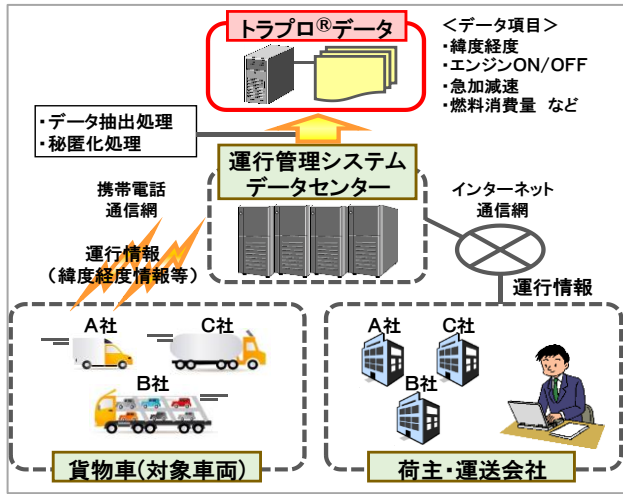 トラプロ®データ
＜データ項目＞
・緯度経度
・エンジンON/OFF
・急加減速
・燃料消費量 など
・データ抽出処理
・秘匿化処理
運行管理システム
データセンター
携帯電話
通信網
インターネット
通信網
運行情報
（緯度経度情報等）
運行情報
A社
C社
B社
A社
C社
B社
貨物車(対象車両)
荷主・運送会社